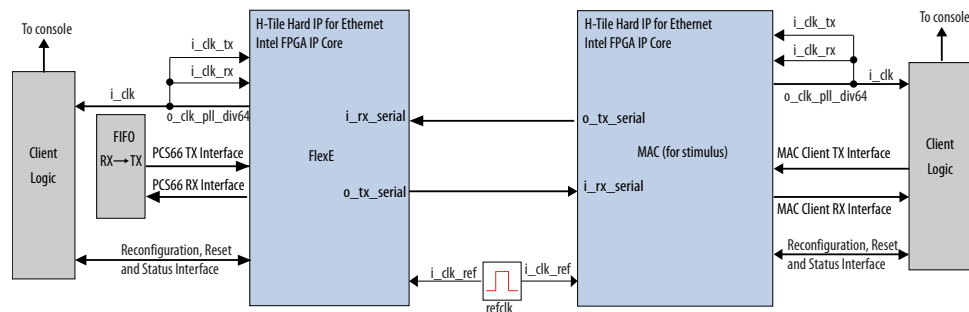 To console
H-Tile Hard IP for Ethernet
Intel FPGA IP Core
i_clk_tx
i_clk_rx
i_clk
o_clk_pll_div64
Client
Logic
FIFO
RX→TX
PCS66 TX Interface
PCS66 RX Interface
Reconfiguration, Reset
and Status Interface
FlexE
i_rx_serial
o_tx_serial
i_clk_ref
refclk
i_clk_ref
H-Tile Hard IP for Ethernet
Intel FPGA IP Core
o_tx_serial
MAC (for stimulus)
i_rx_serial
To console
i_clk_tx
i_clk_rx
i_clk
o_clk_pll_div64
MAC Client TX Interface
MAC Client RX Interface
Reconfiguration, Reset
and Status Interface
Client
Logic